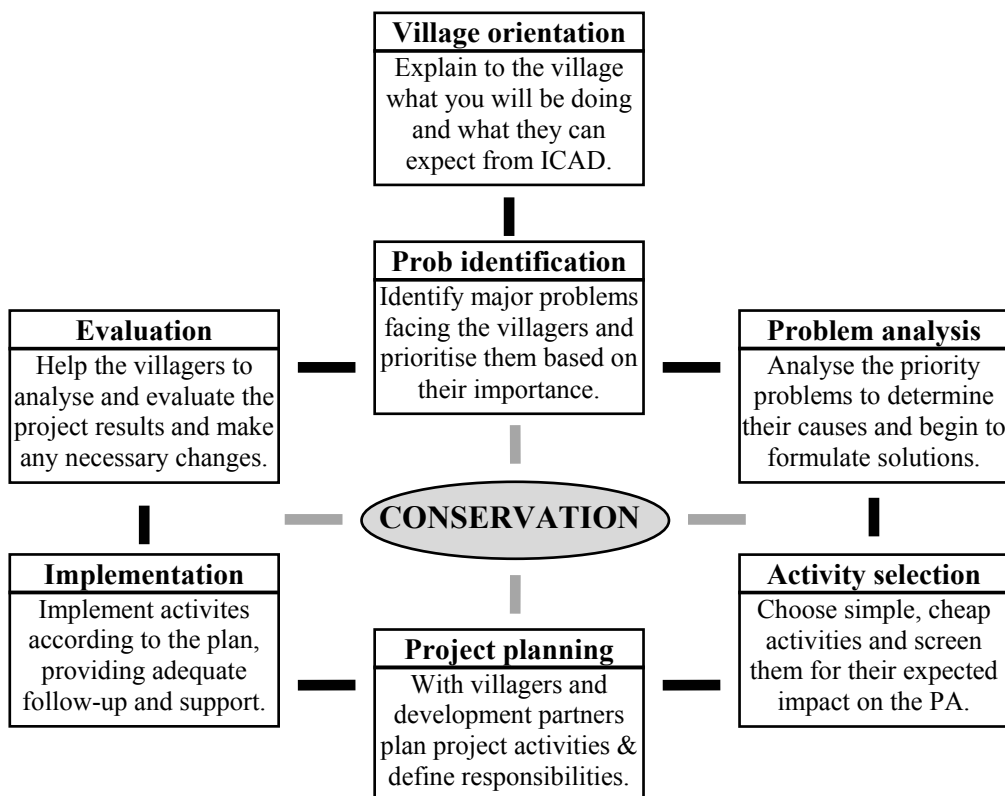 Village orientation
Explain to the village
what you will be doing
and what they can
expect from ICAD.
Prob identification
Identify major problems
facing the villagers and
prioritise them based on
their importance.
Evaluation
Help the villagers to
analyse and evaluate the
project results and make
any necessary changes.
Problem analysis
Analyse the priority
problems to determine
their causes and begin to
formulate solutions.
CONSERVATION
Implementation
Implement activites
according to the plan,
providing adequate
follow-up and support.
Activity selection
Choose simple, cheap
activities and screen
them for their expected
impact on the PA.
Project planning
With villagers and
development partners
plan project activities &
define responsibilities.